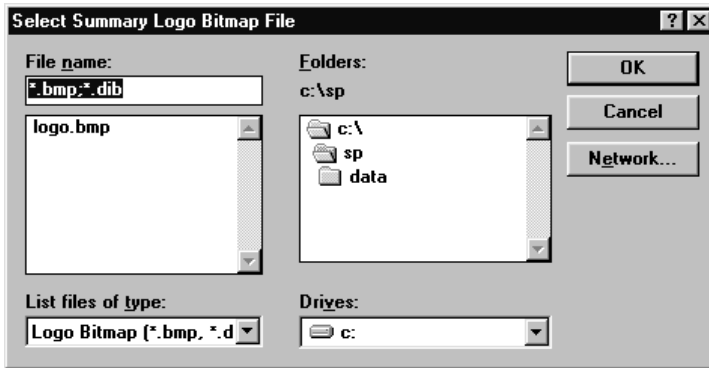 Select Summary Logo Bitmap File
File name:
*.bmp;*.dib
logo.bmp
List files of type:
Logo Bitmap (*.bmp, *.d
Folders:
c:\sp
c:\
sp
data
Drives:
c:
OK
Cancel
Network...